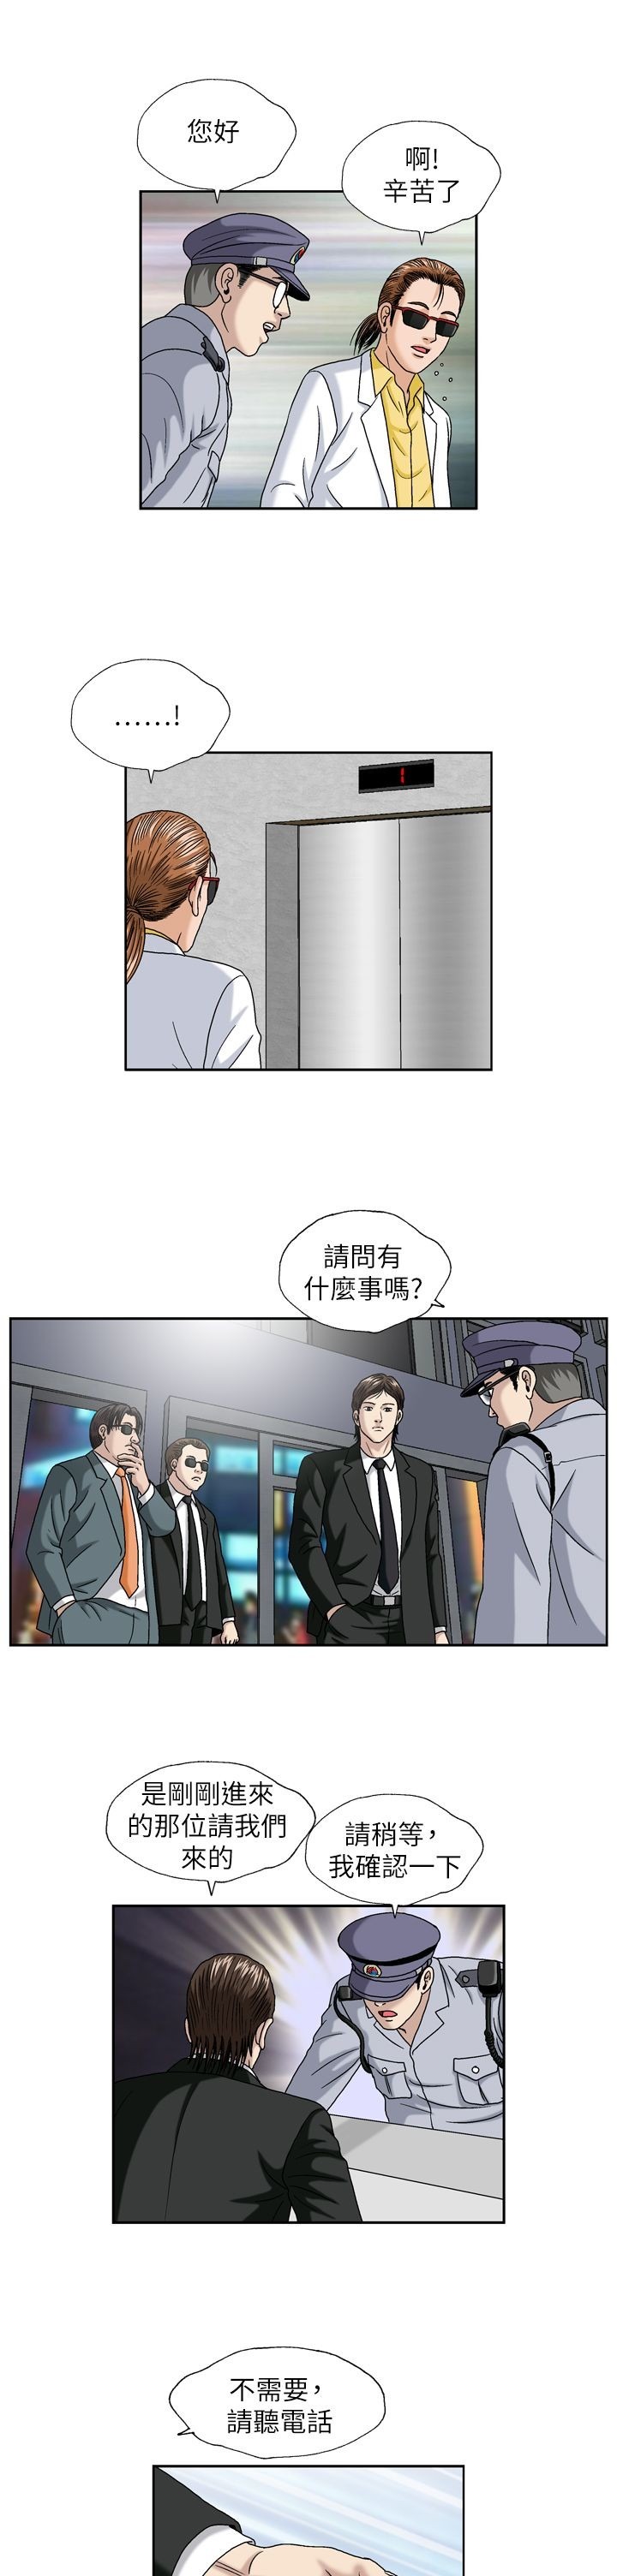 您好
啊!
辛苦了
......!
1
請問有
什麼事嗎?
是剛剛進來
的那位請我們
來的
請稍等，
我確認一下
不需要，
請聽電話